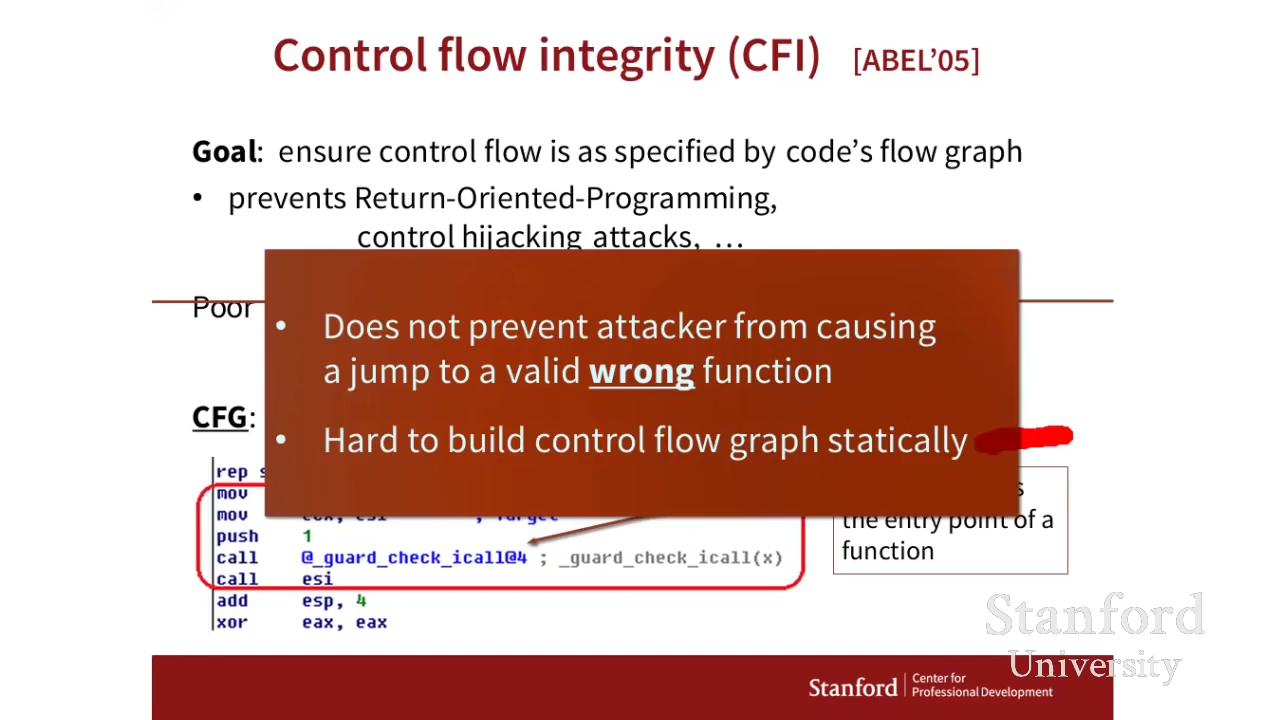 Control flow integrity (CFI) [ABEL'05]
Goal: ensure control flow is as specified by code's flow graph
• prevents Return-Oriented-Programming,
control hijacking attacks, …
Poor
• Does not prevent attacker from causing
a jump to a valid wrong function
• Hard to build control flow graph statically
CFG:
rep
mov
mov
push 1
call @_guard_check_icall@4 ; _guard_check_icall(x)
call esi
add esp, 4
xor eax, eax
the entry point of a
function
Stanford
University
Stanford | Center for
Professional Development